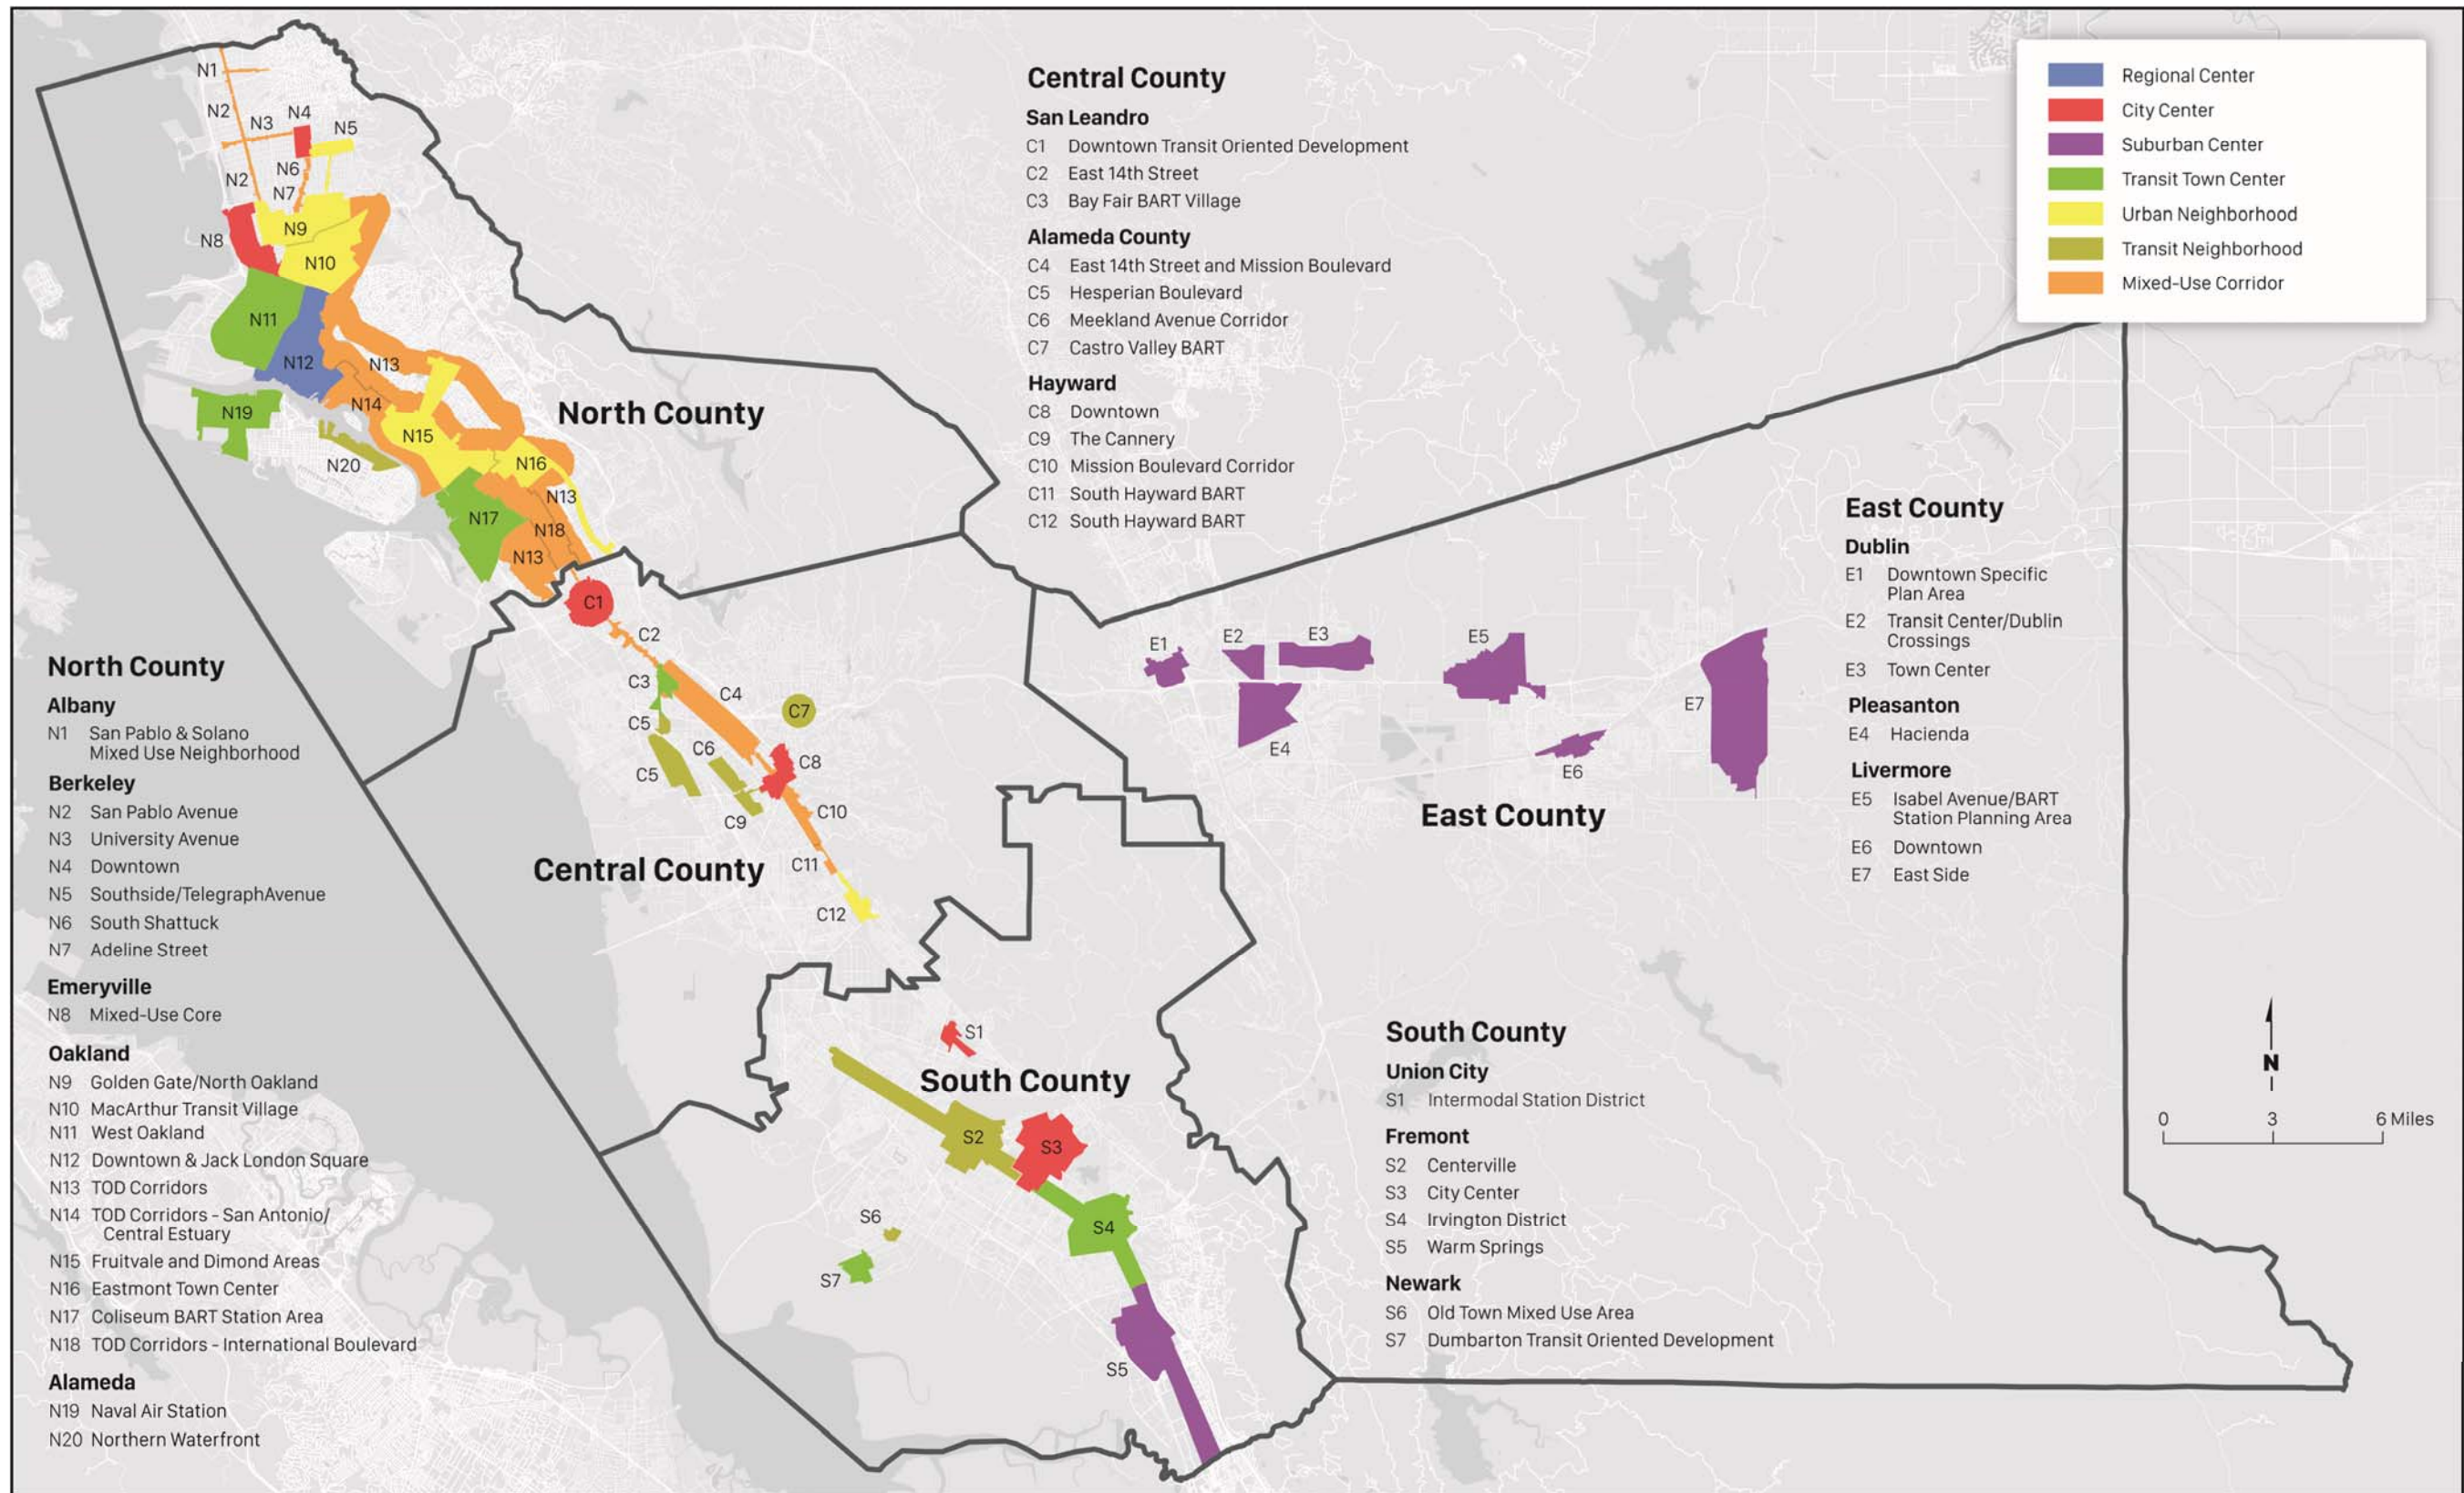 Regional Center
City Center
Suburban Center
Transit Town Center
Urban Neighborhood
Transit Neighborhood
Mixed-Use Corridor
Central County
San Leandro
C1 Downtown Transit Oriented Development
C2 East 14th Street
C3 Bay Fair BART Village
Alameda County
C4 East 14th Street and Mission Boulevard
C5 Hesperian Boulevard
C6 Meekland Avenue Corridor
C7 Castro Valley BART
Hayward
C8 Downtown
C9 The Cannery
C10 Mission Boulevard Corridor
C11 South Hayward BART
C12 South Hayward BART
East County
Dublin
E1 Downtown Specific
Plan Area
E2 Transit Center/Dublin
Crossings
E3 Town Center
Pleasanton
E4 Hacienda
Livermore
E5 Isabel Avenue/BART
Station Planning Area
E6 Downtown
E7 East Side
North County
Albany
N1 San Pablo & Solano
Mixed Use Neighborhood
Berkeley
N2 San Pablo Avenue
N3 University Avenue
N4 Downtown
N5 Southside/TelegraphAvenue
N6 South Shattuck
N7 Adeline Street
Emeryville
N8 Mixed-Use Core
Oakland
N9 Golden Gate/North Oakland
N10 MacArthur Transit Village
N11 West Oakland
N12 Downtown & Jack London Square
N13 TOD Corridors
N14 TOD Corridors - San Antonio/
Central Estuary
N15 Fruitvale and Dimond Areas
N16 Eastmont Town Center
N17 Coliseum BART Station Area
N18 TOD Corridors - International Boulevard
Alameda
N19 Naval Air Station
N20 Northern Waterfront
South County
Union City
S1 Intermodal Station District
Fremont
S2 Centerville
S3 City Center
S4 Irvington District
S5 Warm Springs
Newark
S6 Old Town Mixed Use Area
S7 Dumbarton Transit Oriented Development
N1
N2
N3
N4
N5
N6
N2
N7
N8
N9
N10
N11
N12
N13
N14
N19
N15
N20
N16
N13
N17
N18
N13
North County
C1
C2
C3
C4
C5
C7
C6
C5
C8
C9
C10
C11
C12
Central County
E1
E2
E3
E5
E7
E4
E6
East County
S1
South County
S2
S3
S6
S4
S7
S5
N
0
3
6 Miles